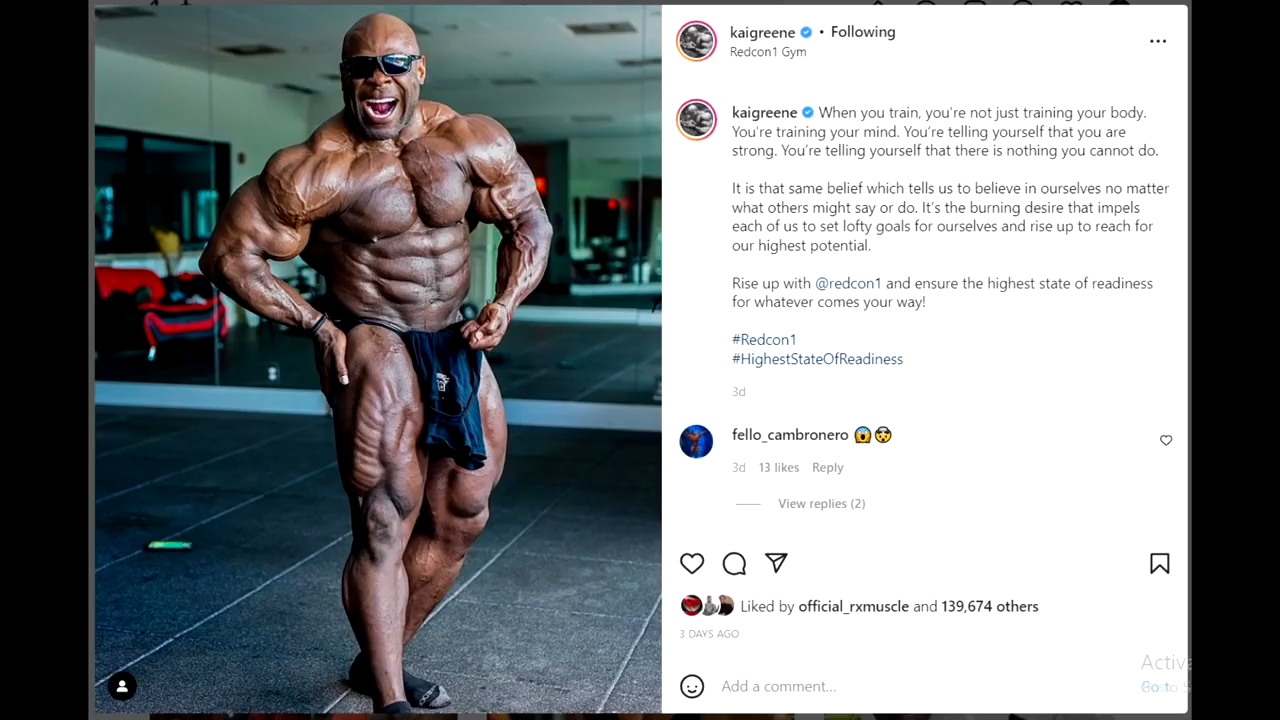 kaigreene • Following
Redcon1 Gym
kaigreene When you train, you're not just training your body.
You're training your mind. You're telling yourself that you are
strong. You're telling yourself that there is nothing you cannot do.
It is that same belief which tells us to believe in ourselves no matter
what others might say or do. It's the burning desire that impels
each of us to set lofty goals for ourselves and rise up to reach for
our highest potential.
Rise up with @redcon1 and ensure the highest state of readiness
for whatever comes your way!
#Redcon1
#HighestStateOfReadiness
3d
fello_cambronero 😱🤯
3d 13 likes Reply
View replies (2)
Liked by official_rxmuscle and 139,674 others
3 DAYS AGO
Add a comment...